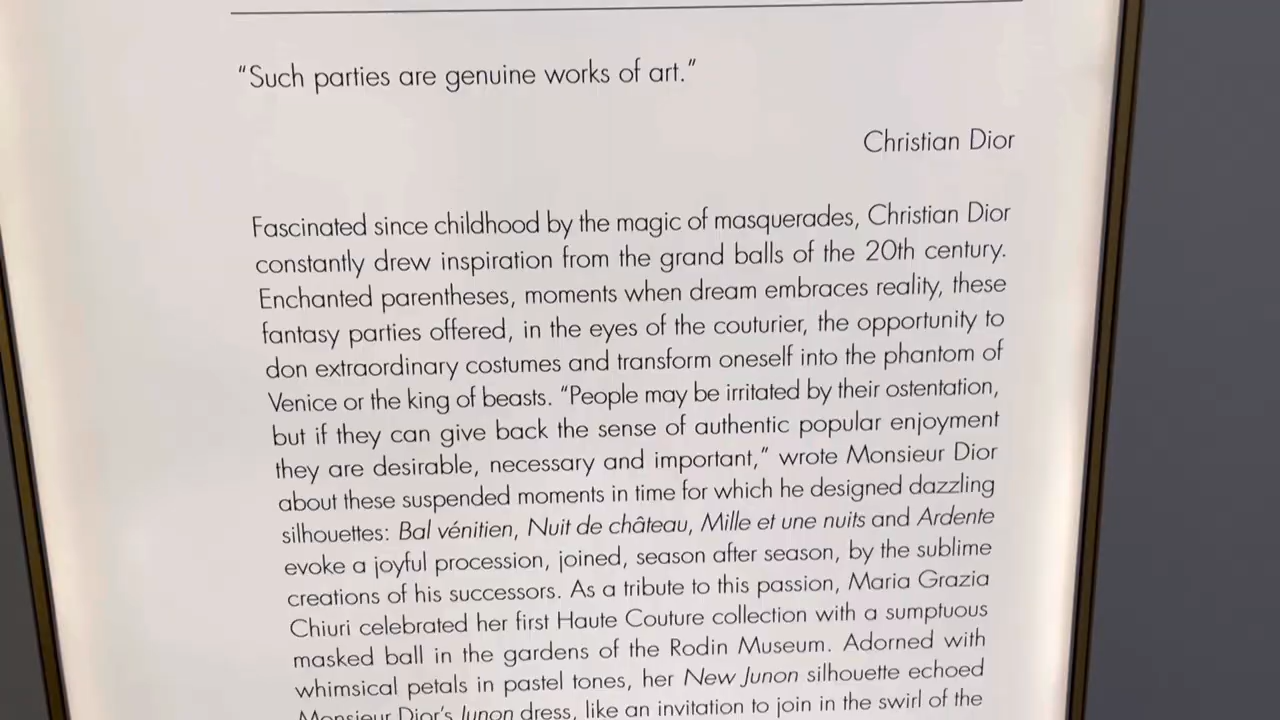 “Such parties are genuine works of art.”
Christian Dior
Fascinated since childhood by the magic of masquerades, Christian Dior
constantly drew inspiration from the grand balls of the 20th century.
Enchanted parentheses, moments when dream embraces reality, these
fantasy parties offered, in the eyes of the couturier, the opportunity to
don extraordinary costumes and transform oneself into the phantom of
Venice or the king of beasts. “People may be irritated by their ostentation,
but if they can give back the sense of authentic popular enjoyment
they are desirable, necessary and important,” wrote Monsieur Dior
about these suspended moments in time for which he designed dazzling
silhouettes: Bal vénitien, Nuit de château, Mille et une nuits and Ardente
evoke a joyful procession, joined, season after season, by the sublime
creations of his successors. As a tribute to this passion, Maria Grazia
Chiuri celebrated her first Haute Couture collection with a sumptuous
masked ball in the gardens of the Rodin Museum. Adorned with
whimsical petals in pastel tones, her New Junon silhouette echoed
Monsieur Dior’s Junon dress, like an invitation to join in the swirl of the